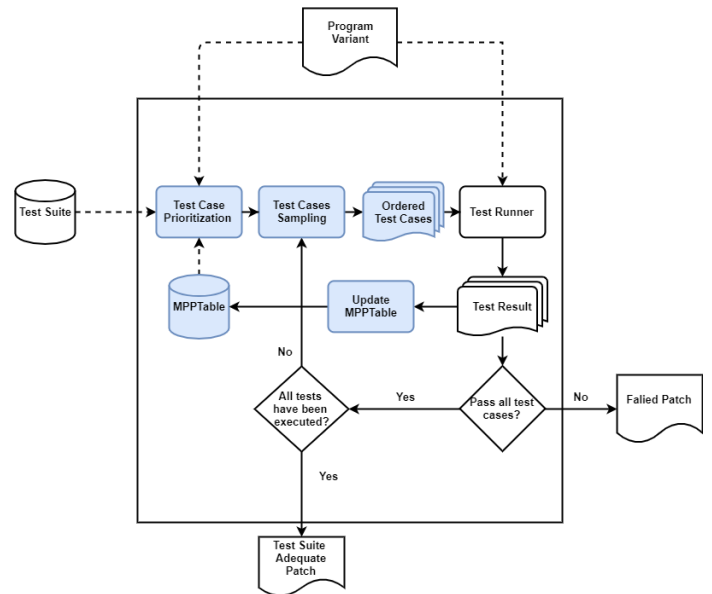 Program
Variant
Test Suite
Test Case
Prioritization
Test Cases
Sampling
Ordered
Test Cases
Test Runner
MPPTable
Update
MPPTable
Test Result
No
All tests
have been
executed?
Yes
Pass all test
cases?
No
Falied Patch
Yes
Test Suite
Adequate
Patch